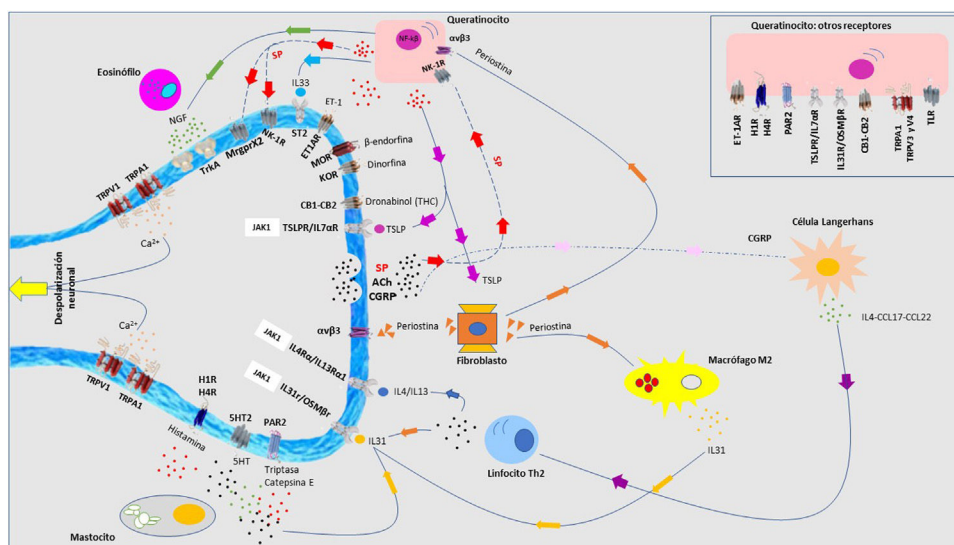 Queratinocito
NF-kβ
αvβ3
NK-1R
Periostina
SP
Eosinófilo
NGF
IL33
ST2
ET-1
ET1AR
NK-1R
MrgprX2
TrkA
TRPA1
TRPV1
MOR
β-endorfina
KOR
Dinorfina
CB1-CB2
Dronabinol (THC)
JAK1
TSLPR/IL7αR
TSLP
Ca2+
Despolarización
neuronal
Ca2+
SP
ACh
CGRP
SP
TSLP
αvβ3
Periostina
Fibroblasto
Periostina
JAK1
IL4Rα/IL13Rα1
IL4/IL13
JAK1
IL31r/OSMβr
IL31
Linfocito Th2
Macrófago M2
IL31
TRPV1
TRPA1
H1R
H4R
Histamina
5HT2
5HT
PAR2
Triptasa
Catepsina E
Mastocito
Célula Langerhans
CGRP
IL4-CCL17-CCL22
Queratinocito: otros receptores
ET-1AR
H1R
H4R
PAR2
TSLPR/IL7αR
IL31R/OSMβR
CB1-CB2
TRPA1
TRPV3 yV4
TLR